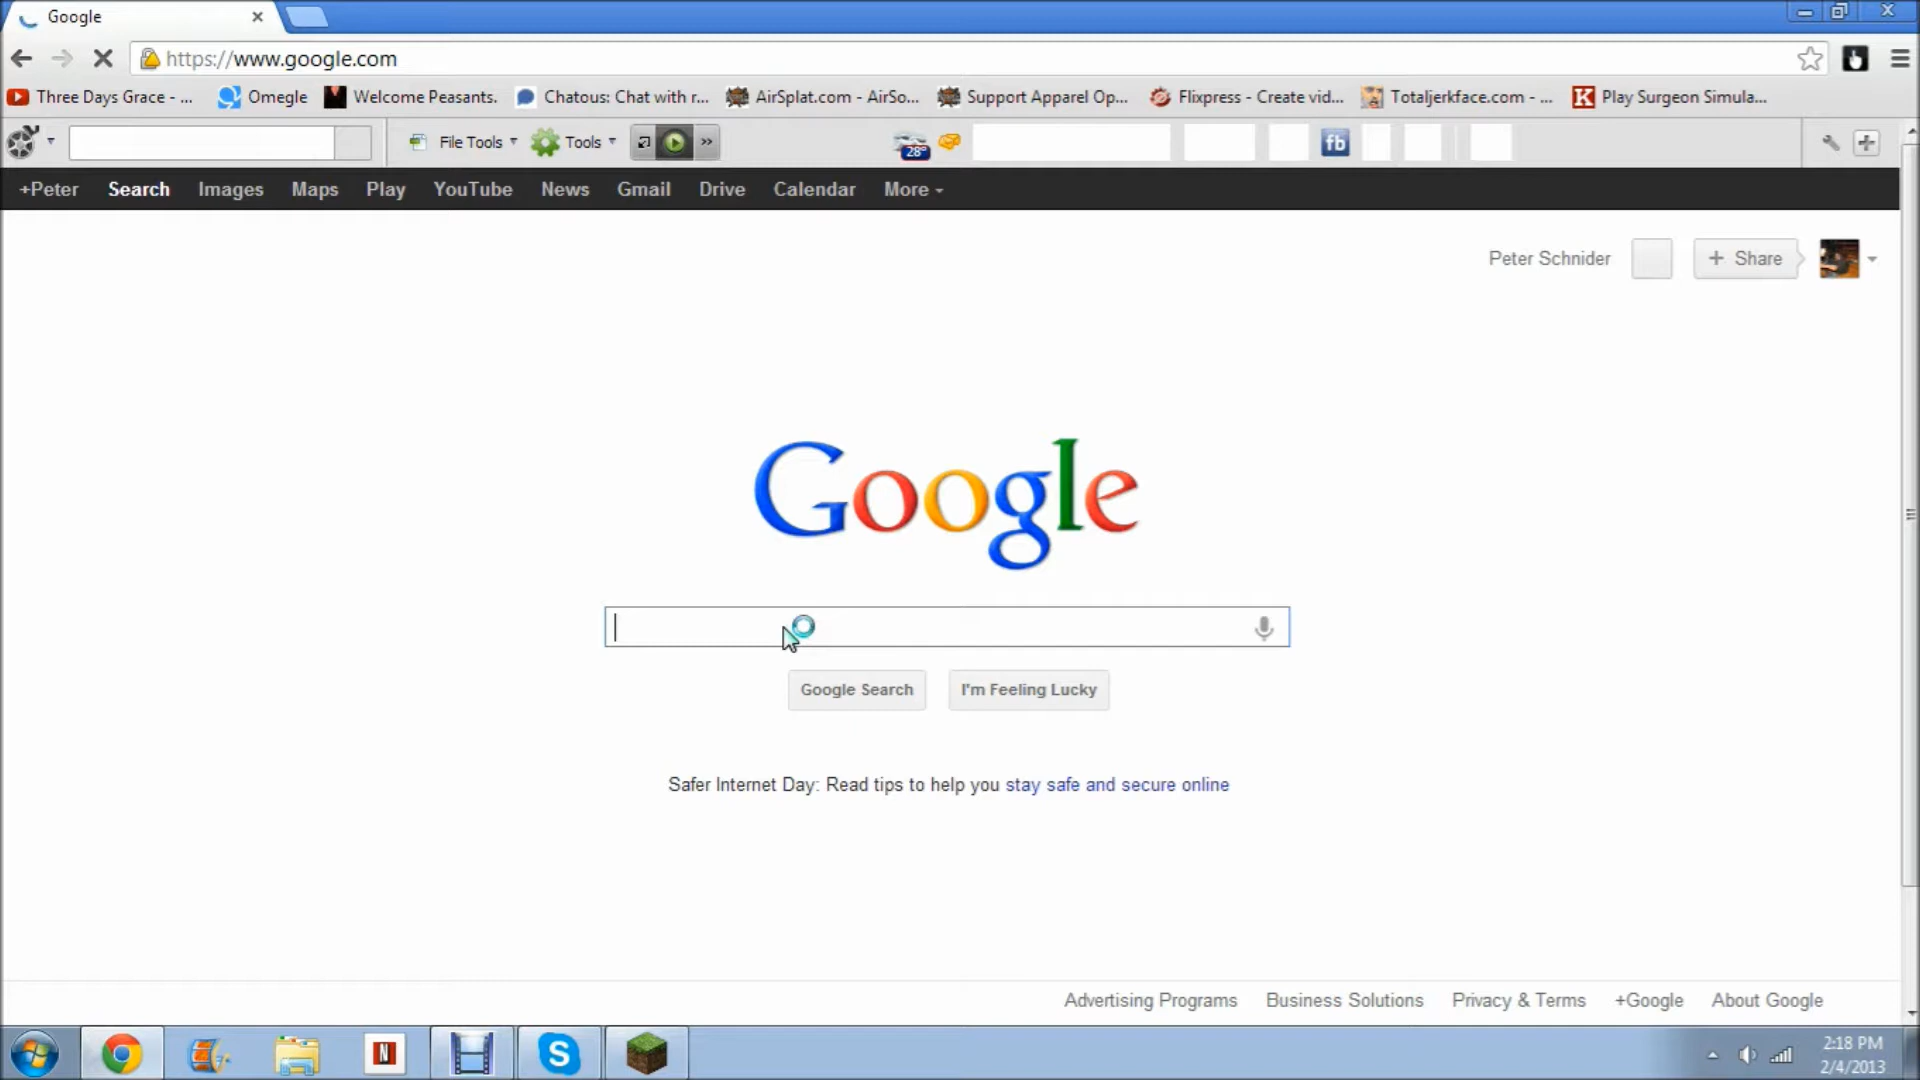 Google
https://www.google.com
Three Days Grace - ... Omegle Welcome Peasants. Chatous: Chat with r... AirSplat.com - AirSo... Support Apparel Op... Flixpress - Create vid... Totaljerkface.com - ... Play Surgeon Simula...
File Tools Tools 28° fb
+Peter Search Images Maps Play YouTube News Gmail Drive Calendar More
Peter Schnider + Share
Google
Google Search I'm Feeling Lucky
Safer Internet Day: Read tips to help you stay safe and secure online
Advertising Programs Business Solutions Privacy & Terms +Google About Google
N S 2:18 PM
2/4/2013